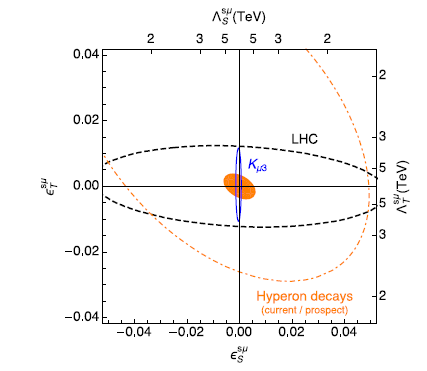 Λ_S^{sμ}(TeV)
2 3 5 5 3 2
0.04
0.02
0.00
-0.02
-0.04
ϵ_T^{sμ}
LHC
K_{μ3}
Hyperon decays
(current / prospect)
2
3
5
5
3
2
Λ_T^{sμ}(TeV)
-0.04 -0.02 0.00 0.02 0.04
ϵ_S^{sμ}